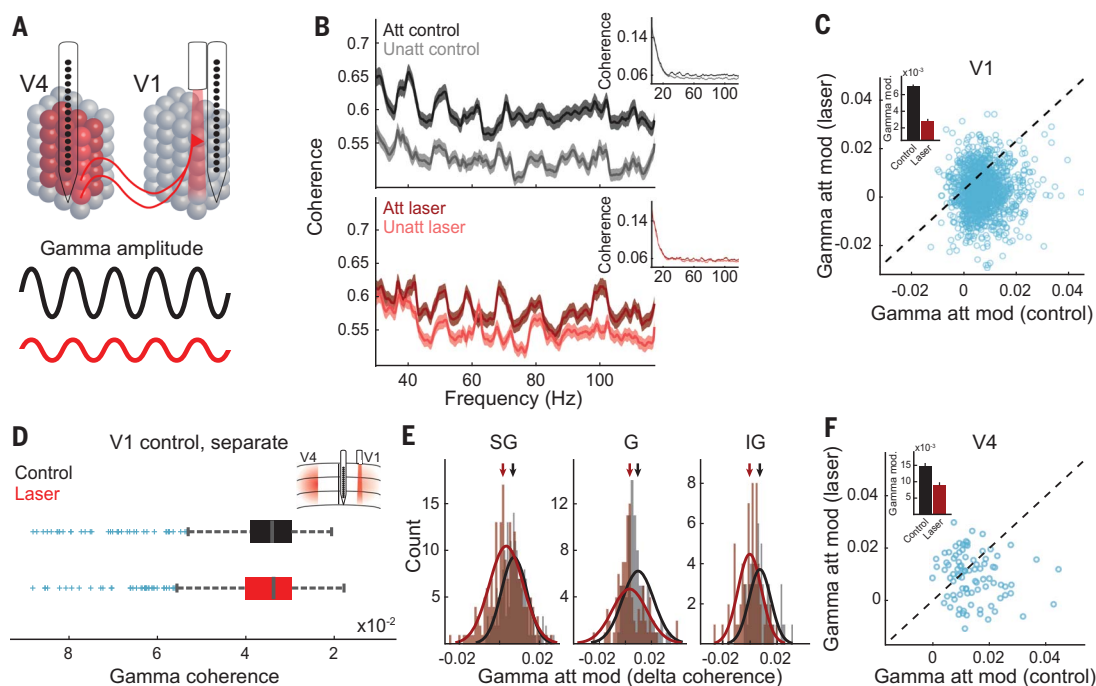 A
V4
V1
Gamma amplitude
B
Att control
Unatt control
0.7
0.65
0.6
0.55
Coherence
0.14
0.06
20
60
100
Coherence
Att laser
Unatt laser
0.7
0.65
0.6
0.55
Coherence
0.14
0.06
20
60
100
40
60
80
100
Frequency (Hz)
C
V1
Gamma att mod (laser)
0.04
0.02
0
-0.02
x10-3
Gamma mod.
6
4
2
Control
Laser
-0.02
0
0.02
0.04
Gamma att mod (control)
D
V1 control, separate
Control
Laser
V4
V1
x10-2
8
6
4
2
Gamma coherence
E
SG
G
IG
Count
15
10
5
12
8
4
8
6
4
2
-0.02
0.02
-0.02
0.02
-0.02
0.02
Gamma att mod (delta coherence)
F
V4
Gamma att mod (laser)
0.04
0.02
0
x10-3
Gamma mod.
15
10
5
Control
Laser
0
0.02
0.04
Gamma att mod (control)